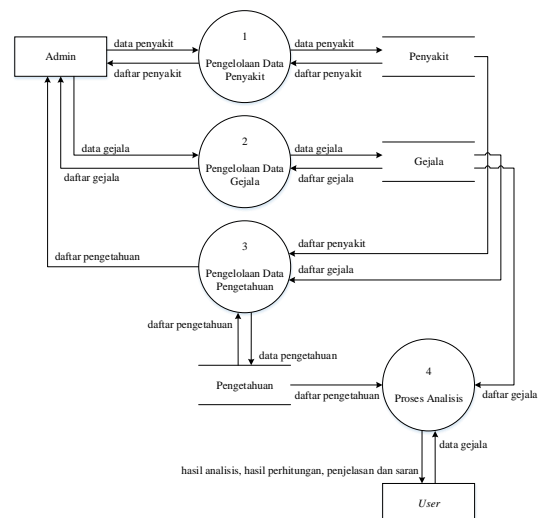 1
data penyakit
data penyakit
Admin
Pengelolaan Data
Penyakit
Penyakit
daftar penyakit
daftar penyakit
2
data gejala
data gejala
Pengelolaan Data
Gejala
Gejala
daftar gejala
daftar gejala
3
daftar penyakit
daftar pengetahuan
Pengelolaan Data
Pengetahuan
daftar gejala
daftar pengetahuan
data pengetahuan
4
Pengetahuan
daftar pengetahuan
Proses Analisis
daftar gejala
data gejala
hasil analisis, hasil perhitungan, penjelasan dan saran
User